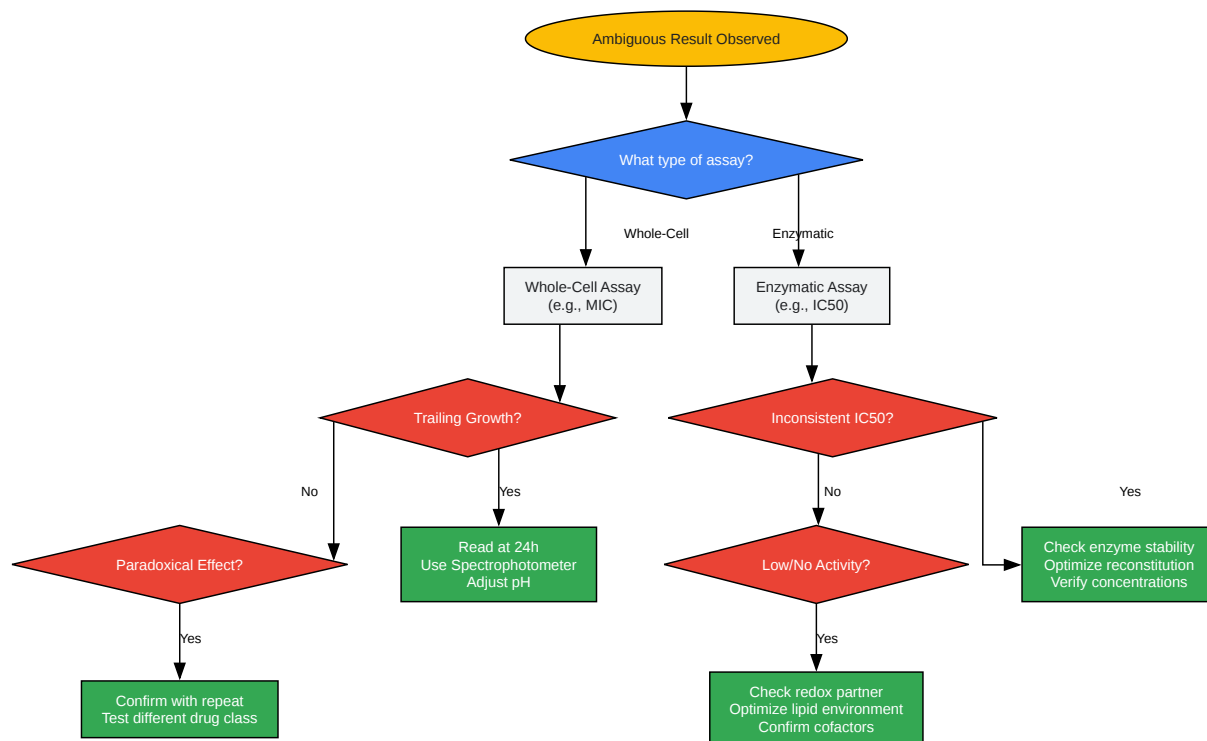 Ambiguous Result Observed
What type of assay?
Whole-Cell
Enzymatic
Whole-Cell Assay
(e.g., MIC)
Enzymatic Assay
(e.g., IC50)
Trailing Growth?
Inconsistent IC50?
No
Yes
No
Yes
Paradoxical Effect?
Read at 24h
Use Spectrophotometer
Adjust pH
Low/No Activity?
Check enzyme stability
Optimize reconstitution
Verify concentrations
Yes
Yes
Confirm with repeat
Test different drug class
Check redox partner
Optimize lipid environment
Confirm cofactors